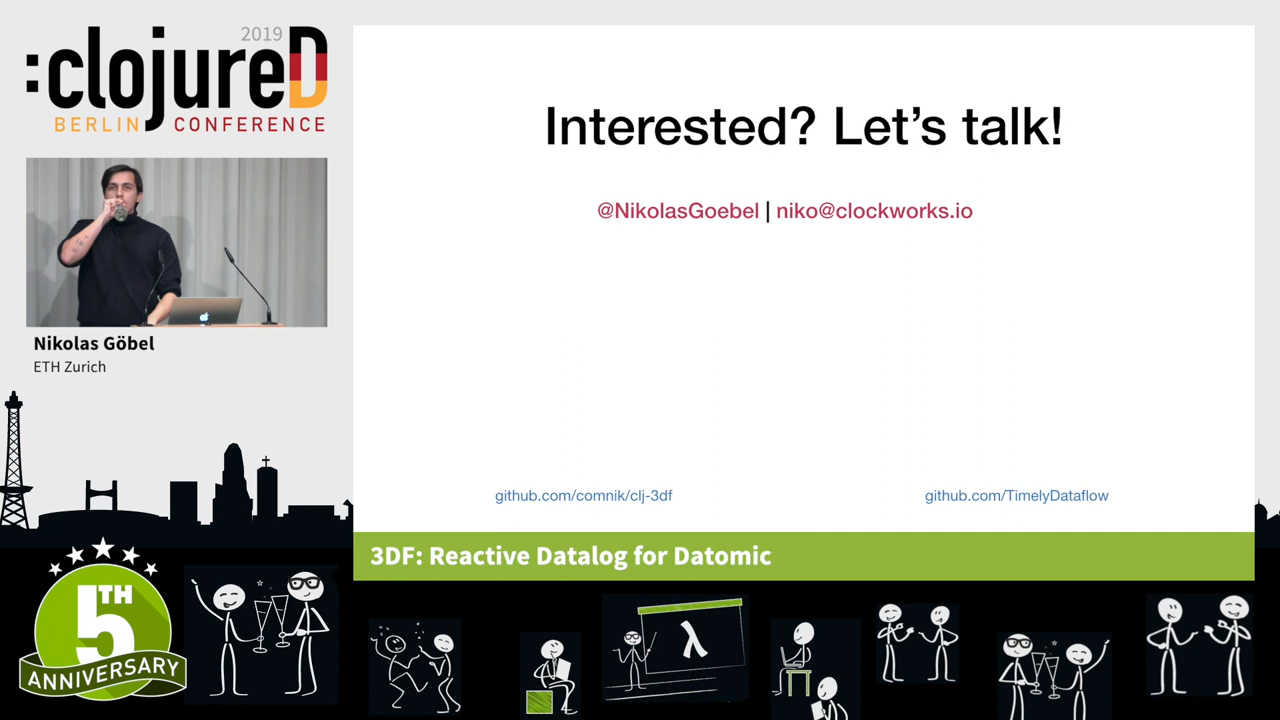 2019
:clojureD
BERLIN CONFERENCE
Nikolas Göbel
ETH Zurich
Interested? Let’s talk!
@NikolasGoebel | niko@clockworks.io
github.com/comnik/clj-3df
github.com/TimelyDataflow
3DF: Reactive Datalog for Datomic
5TH
ANNIVERSARY
λ